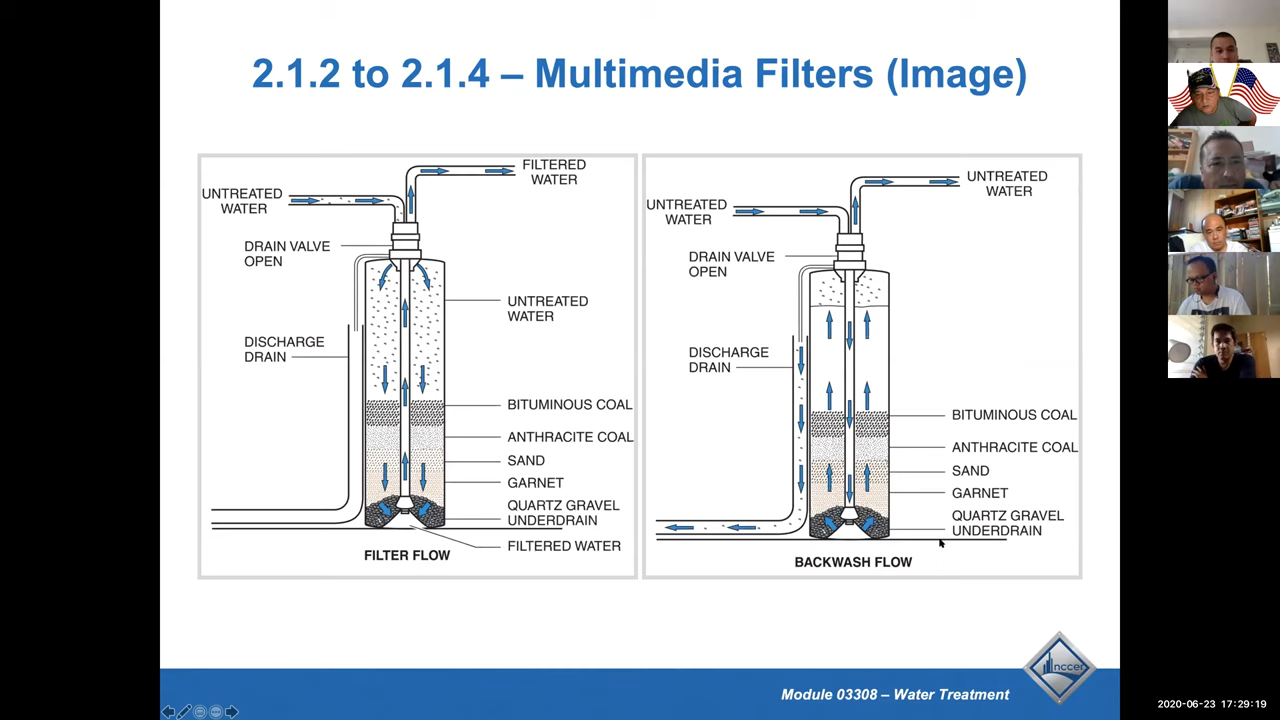 2.1.2 to 2.1.4 – Multimedia Filters (Image)
FILTERED
WATER
UNTREATED
WATER
DRAIN VALVE
OPEN
UNTREATED
WATER
DISCHARGE
DRAIN
BITUMINOUS COAL
ANTHRACITE COAL
SAND
GARNET
QUARTZ GRAVEL
UNDERDRAIN
FILTERED WATER
FILTER FLOW
UNTREATED
WATER
UNTREATED
WATER
DRAIN VALVE
OPEN
DISCHARGE
DRAIN
BITUMINOUS COAL
ANTHRACITE COAL
SAND
GARNET
QUARTZ GRAVEL
UNDERDRAIN
BACKWASH FLOW
nccer
Module 03308 – Water Treatment
2020-06-23 17:29:19